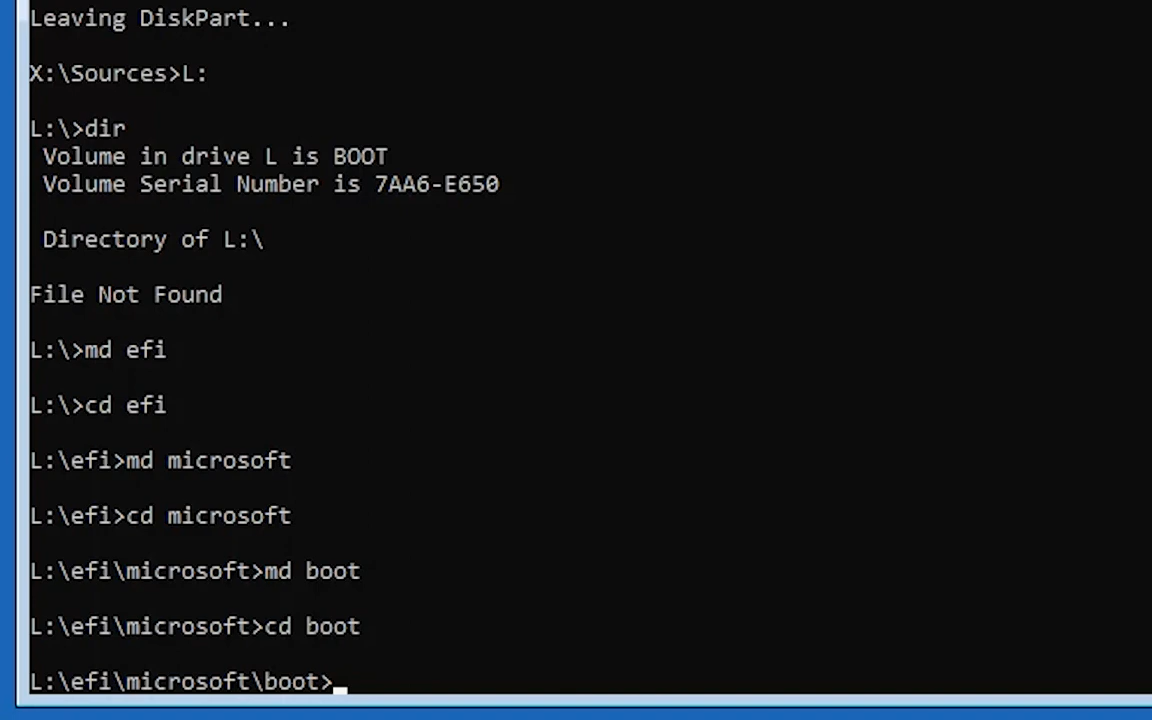 Leaving DiskPart...
X:\Sources>L:
L:\>dir
Volume in drive L is BOOT
Volume Serial Number is 7AA6-E650
Directory of L:\
File Not Found
L:\>md efi
L:\>cd efi
L:\efi>md microsoft
L:\efi>cd microsoft
L:\efi\microsoft>md boot
L:\efi\microsoft>cd boot
L:\efi\microsoft\boot>